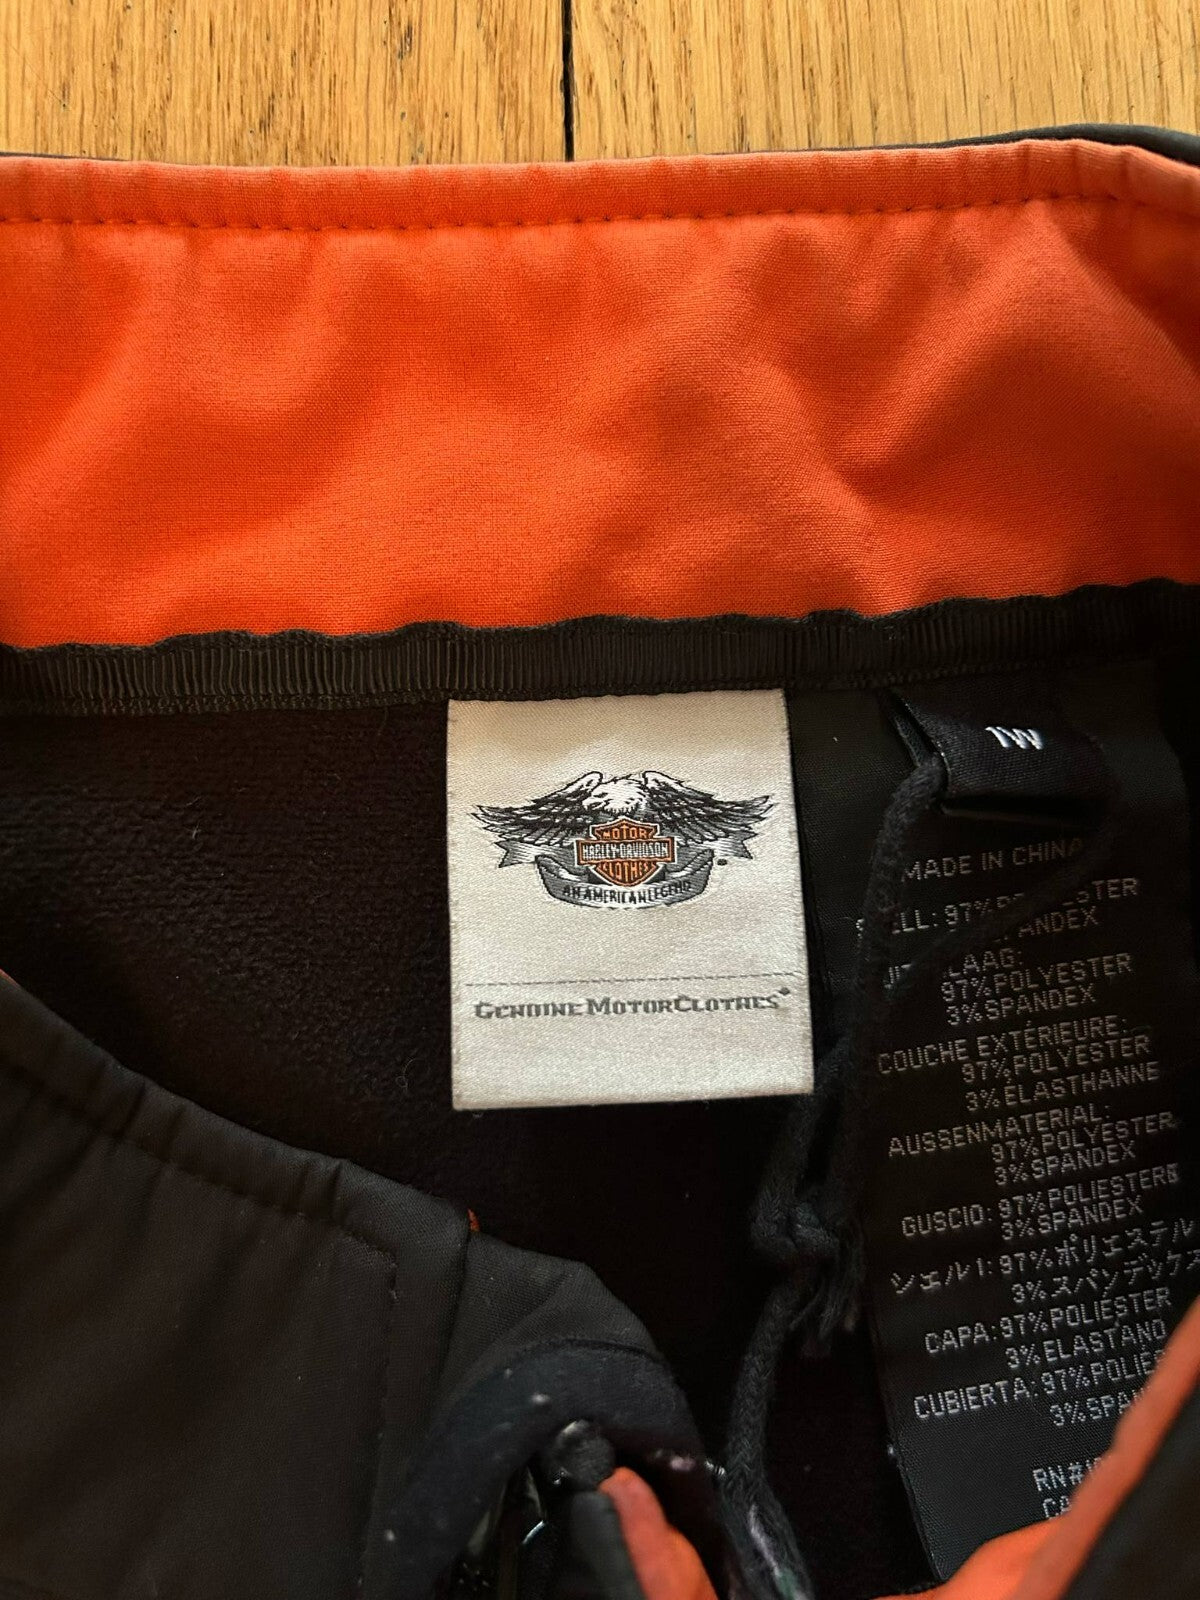 MOTOR
HARLEY-DAVIDSON
CLOTHES
AN AMERICAN LEGEND
GENUINE MOTORCLOTHES®
1W
MADE IN CHINA
97%
97%POLYESTER
3%SPANDEX
COUCHE EXTÉRIEURE:
97%POLYESTER
3%ÉLASTHANNE
AUSSENMATERIAL:
97%POLYESTER
3%SPANDEX
GUSCIO: 97%POLIESTERE
3%SPANDEX
シェル1: 97%ポリエステル
3%スパンデックス
CAPA: 97%POLIÉSTER
3%ELASTANO
CUBIERTA: 97%
3%
RN#